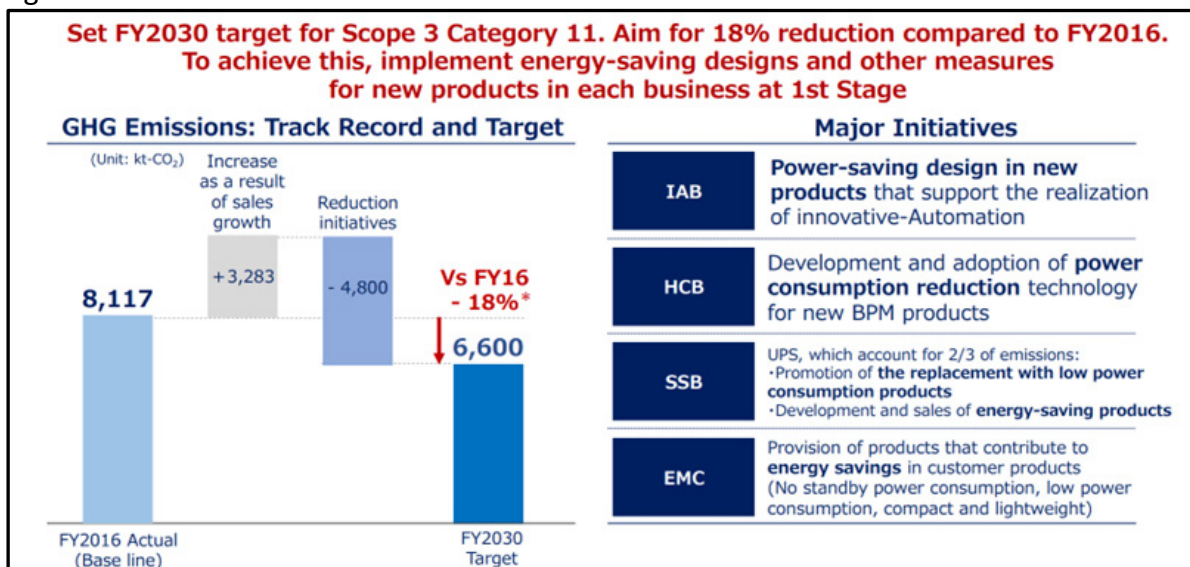 Set FY2030 target for Scope 3 Category 11. Aim for 18% reduction compared to FY2016.
To achieve this, implement energy-saving designs and other measures
for new products in each business at 1st Stage
GHG Emissions: Track Record and Target
(Unit: kt-CO₂)
Increase
as a result
of sales
growth
Reduction
initiatives
+3,283
- 4,800
Vs FY16
- 18%*
8,117
6,600
FY2016 Actual
(Base line)
FY2030
Target
Major Initiatives
IAB
Power-saving design in new
products that support the realization
of innovative-Automation
HCB
Development and adoption of power
consumption reduction technology
for new BPM products
SSB
UPS, which account for 2/3 of emissions:
・Promotion of the replacement with low power
consumption products
・Development and sales of energy-saving products
EMC
Provision of products that contribute to
energy savings in customer products
(No standby power consumption, low power
consumption, compact and lightweight)